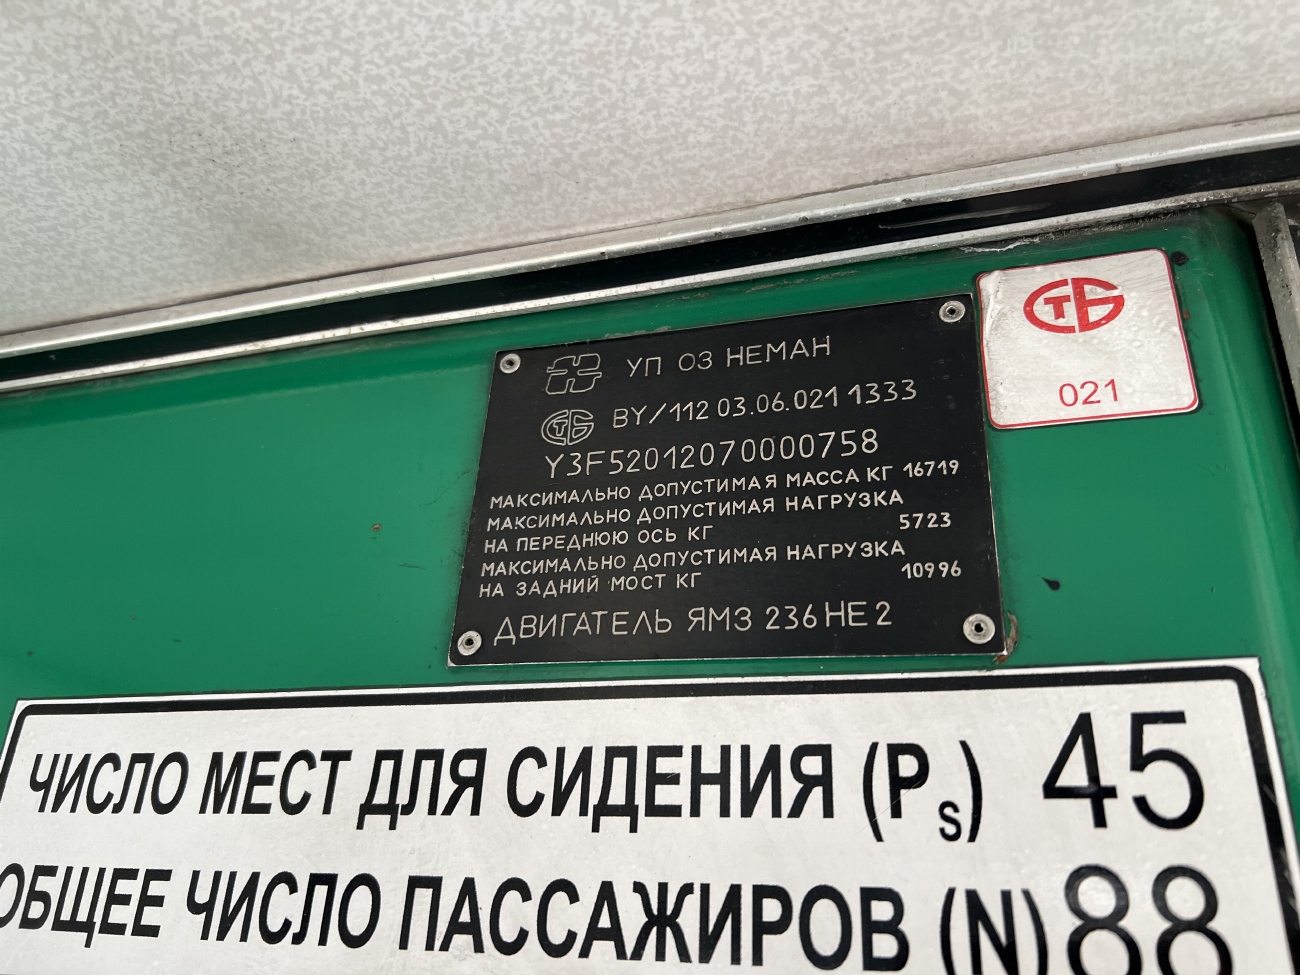 УП ОЗ НЕМАН
СТБ BY/112 03.06.021 1333
Y3F52012070000758
МАКСИМАЛЬНО ДОПУСТИМАЯ МАССА КГ 16719
МАКСИМАЛЬНО ДОПУСТИМАЯ НАГРУЗКА
НА ПЕРЕДНЮЮ ОСЬ КГ 5723
МАКСИМАЛЬНО ДОПУСТИМАЯ НАГРУЗКА
НА ЗАДНИЙ МОСТ КГ 10996
ДВИГАТЕЛЬ ЯМЗ 236НЕ2
СТБ
021
ЧИСЛО МЕСТ ДЛЯ СИДЕНИЯ (Ps) 45
ОБЩЕЕ ЧИСЛО ПАССАЖИРОВ (N) 88